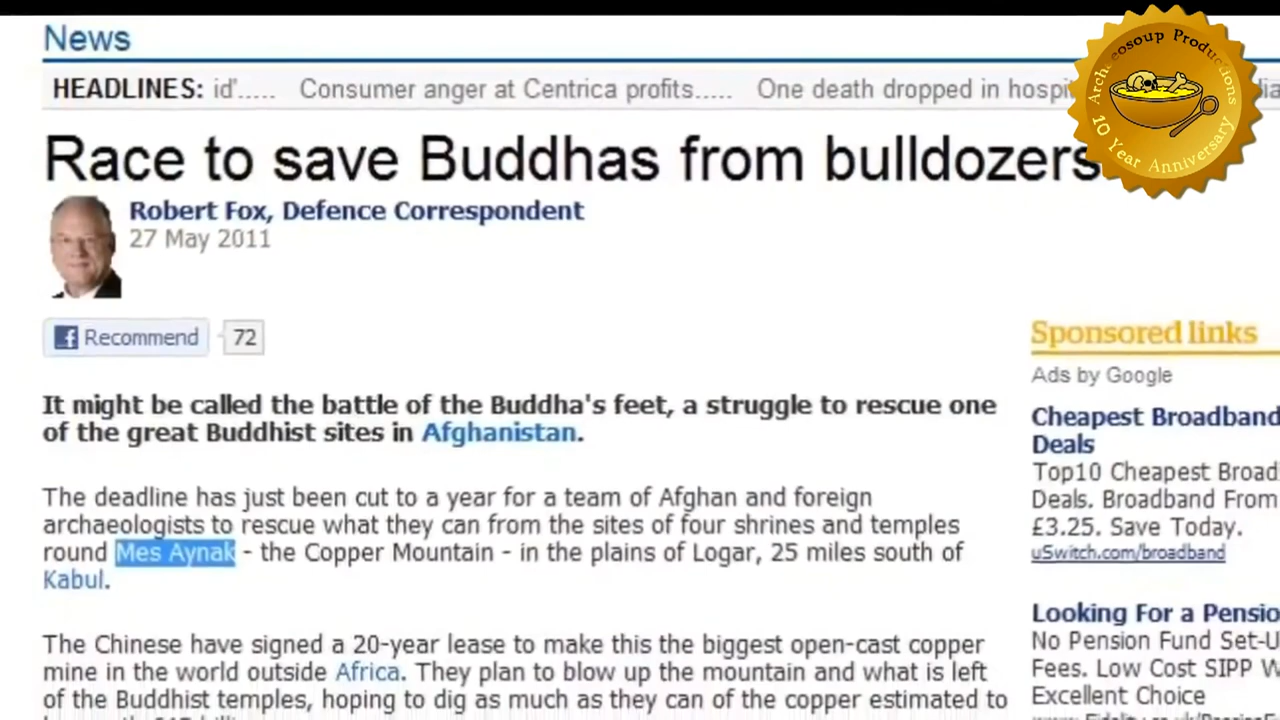 News
HEADLINES: id'..... Consumer anger at Centrica profits..... One death dropped in
Race to save Buddhas from bulldozers
Robert Fox, Defence Correspondent
27 May 2011
Recommend 72
It might be called the battle of the Buddha's feet, a struggle to rescue one
of the great Buddhist sites in Afghanistan.
The deadline has just been cut to a year for a team of Afghan and foreign
archaeologists to rescue what they can from the sites of four shrines and temples
round Mes Aynak - the Copper Mountain - in the plains of Logar, 25 miles south of
Kabul.
The Chinese have signed a 20-year lease to make this the biggest open-cast copper
mine in the world outside Africa. They plan to blow up the mountain and what is left
of the Buddhist temples, hoping to dig as much as they can of the copper estimated to
Sponsored links
Ads by Google
Cheapest Broadband
Deals
Top10 Cheapest Broad
Deals. Broadband From
£3.25. Save Today.
uSwitch.com/broadband
Looking For a Pensio
No Pension Fund Set-U
Fees. Low Cost SIPP W
Excellent Choice
Archaeosoup Productions
10 Year Anniversary